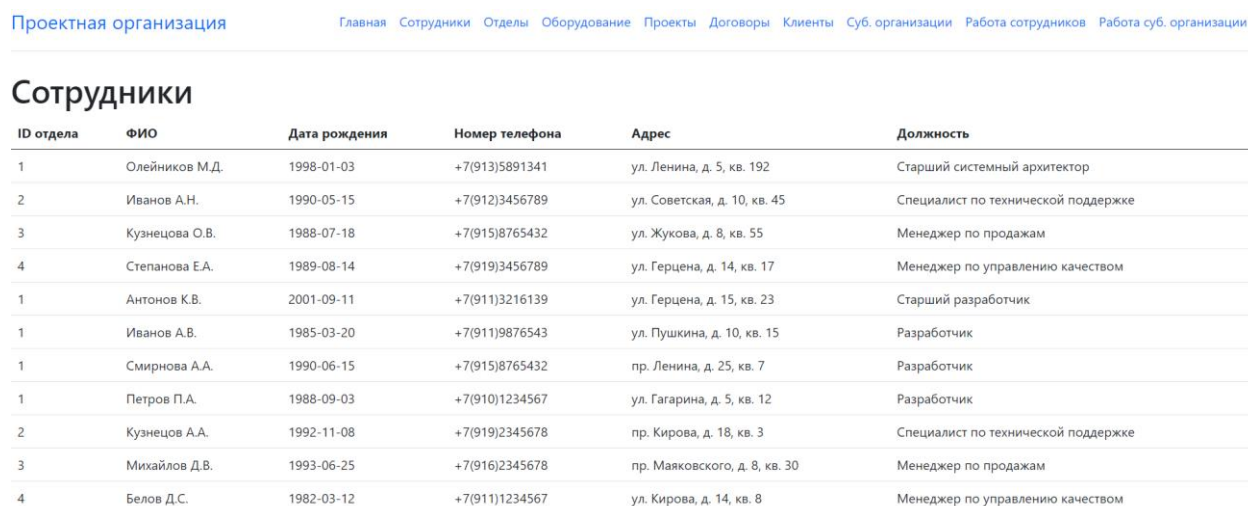 Проектная организация Главная Сотрудники Отделы Оборудование Проекты Договоры Клиенты Суб. организации Работа сотрудников Работа суб. организации
Сотрудники
ID отдела ФИО Дата рождения Номер телефона Адрес Должность
1 Олейников М.Д. 1998-01-03 +7(913)5891341 ул. Ленина, д. 5, кв. 192 Старший системный архитектор
2 Иванов А.Н. 1990-05-15 +7(912)3456789 ул. Советская, д. 10, кв. 45 Специалист по технической поддержке
3 Кузнецова О.В. 1988-07-18 +7(915)8765432 ул. Жукова, д. 8, кв. 55 Менеджер по продажам
4 Степанова Е.А. 1989-08-14 +7(919)3456789 ул. Герцена, д. 14, кв. 17 Менеджер по управлению качеством
1 Антонов К.В. 2001-09-11 +7(911)3216139 ул. Герцена, д. 15, кв. 23 Старший разработчик
1 Иванов А.В. 1985-03-20 +7(911)9876543 ул. Пушкина, д. 10, кв. 15 Разработчик
1 Смирнова А.А. 1990-06-15 +7(915)8765432 пр. Ленина, д. 25, кв. 7 Разработчик
1 Петров П.А. 1988-09-03 +7(910)1234567 ул. Гагарина, д. 5, кв. 12 Разработчик
2 Кузнецов А.А. 1992-11-08 +7(919)2345678 пр. Кирова, д. 18, кв. 3 Специалист по технической поддержке
3 Михайлов Д.В. 1993-06-25 +7(916)2345678 пр. Маяковского, д. 8, кв. 30 Менеджер по продажам
4 Белов Д.С. 1982-03-12 +7(911)1234567 ул. Кирова, д. 14, кв. 8 Менеджер по управлению качеством